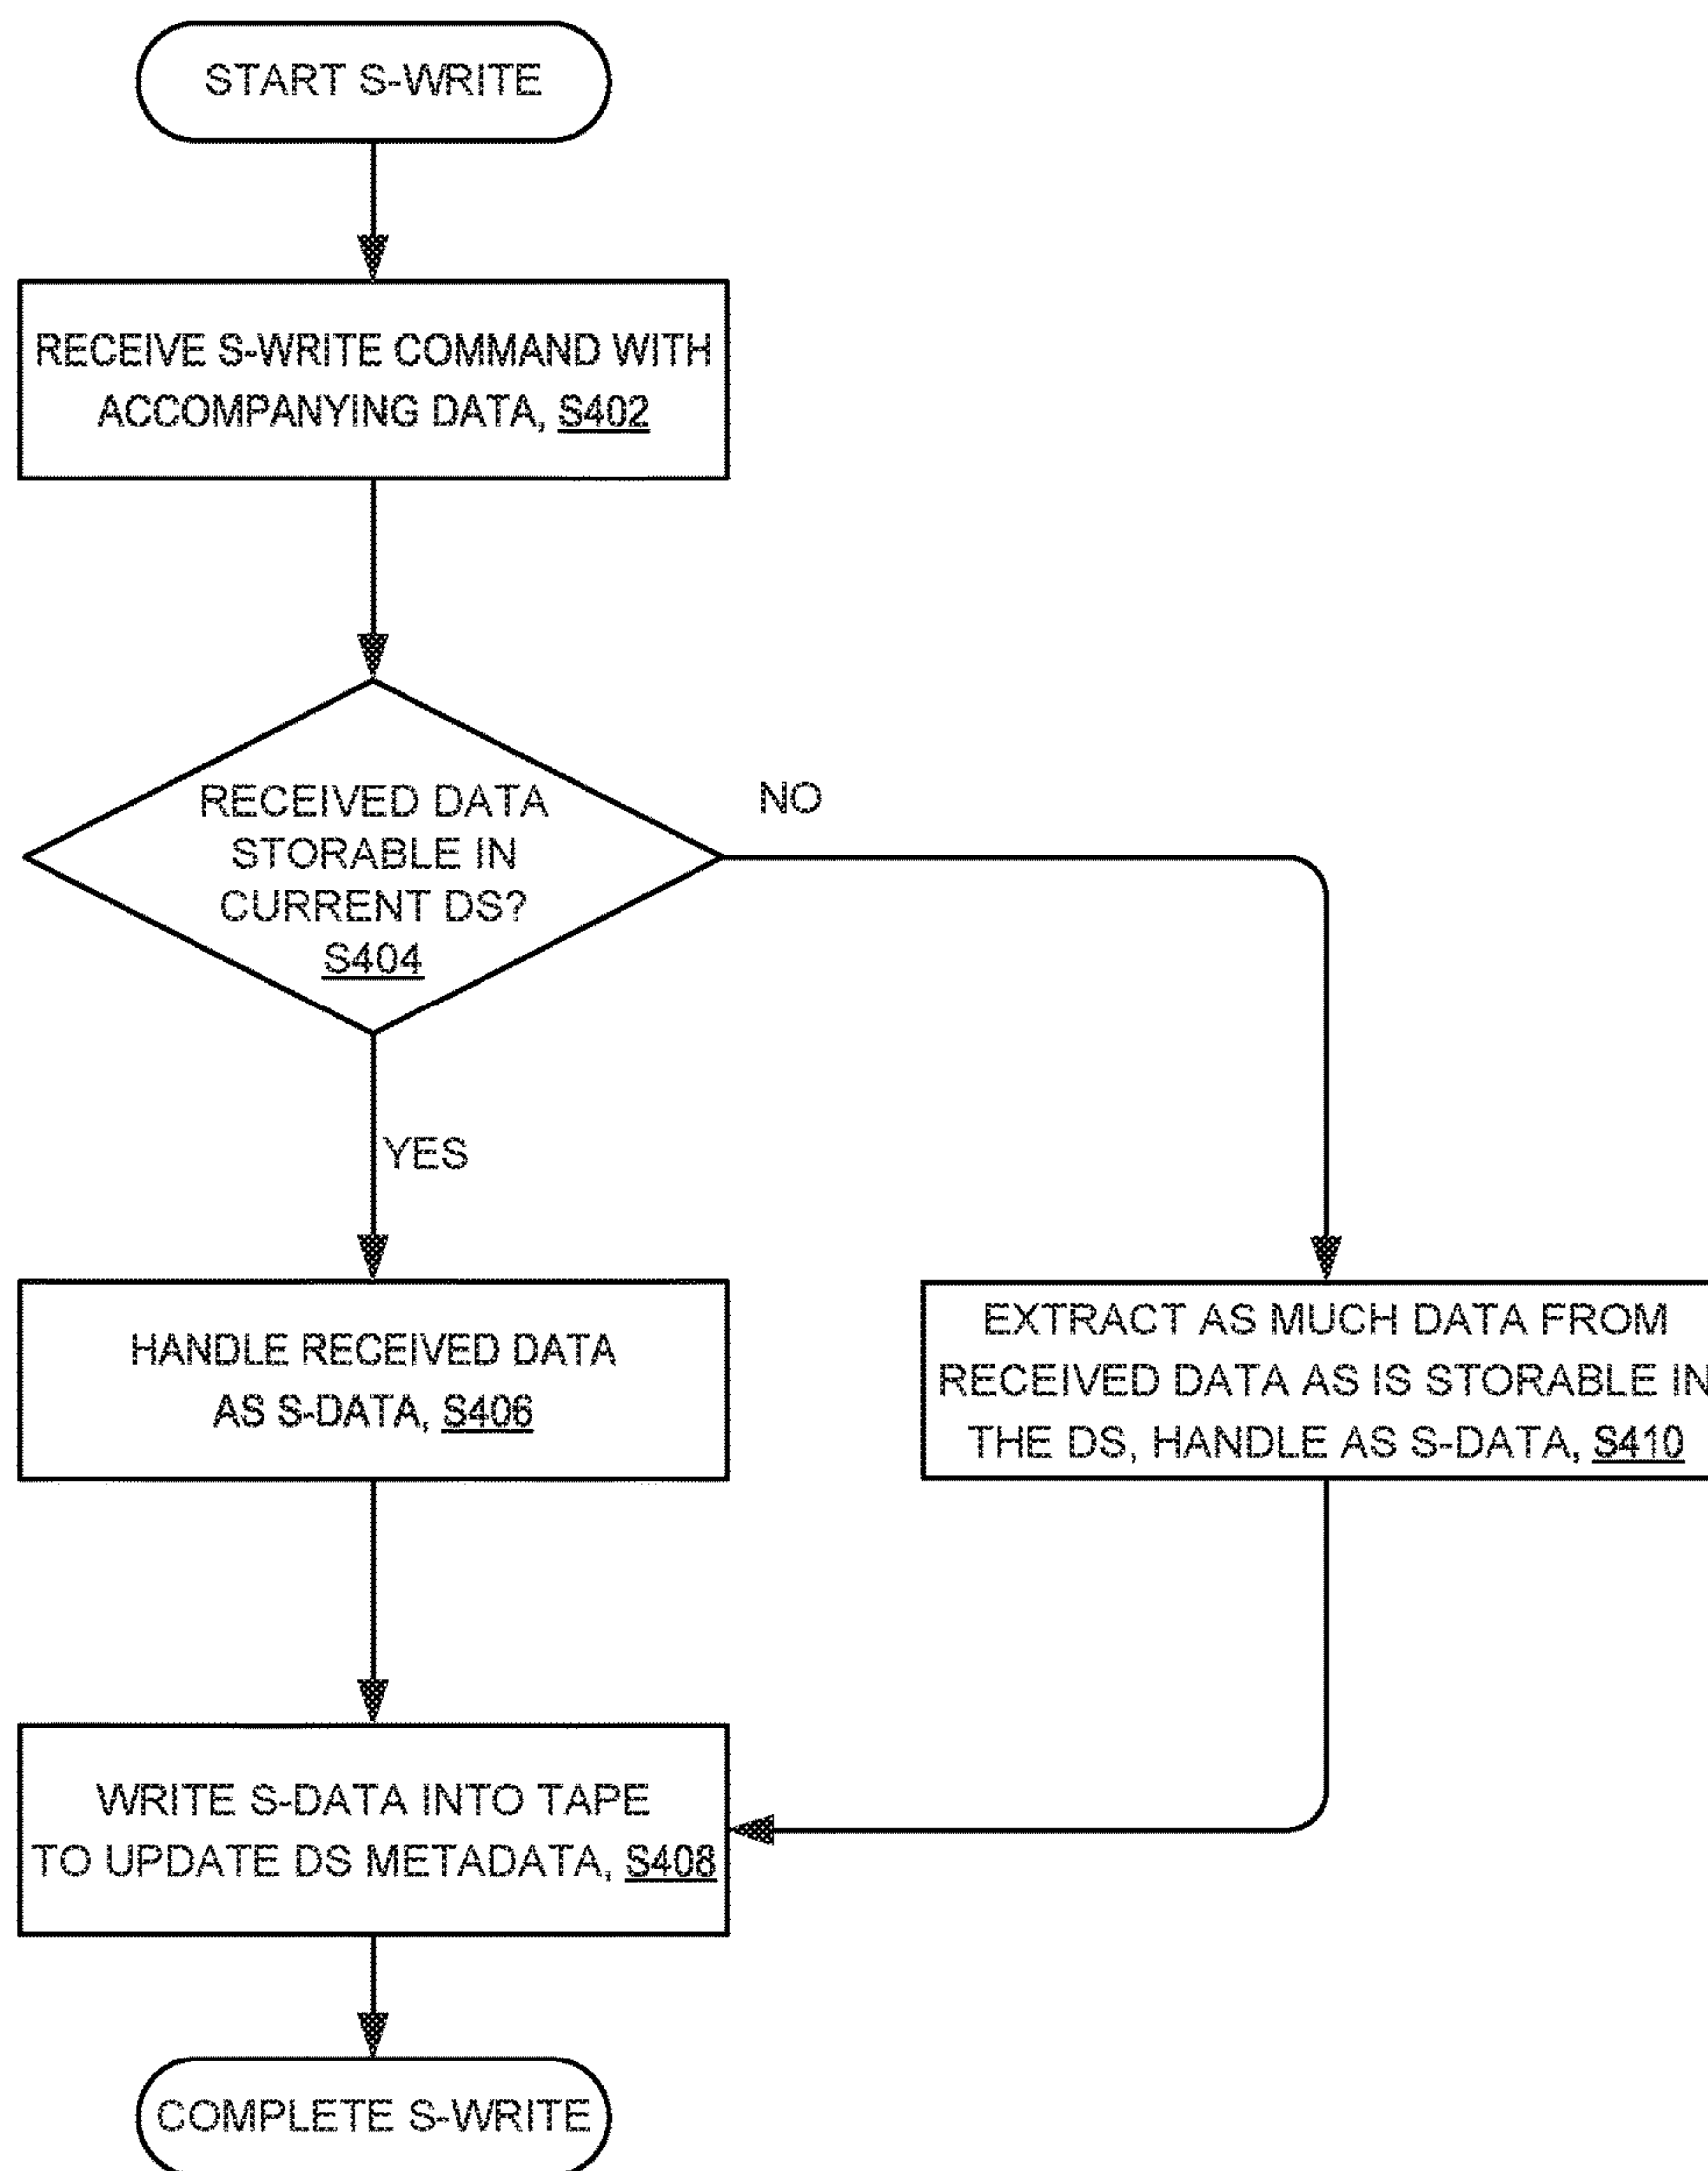 START S-WRITE
RECEIVE S-WRITE COMMAND WITH
ACCOMPANYING DATA, S402
RECEIVED DATA
STORABLE IN
CURRENT DS?
S404
NO
YES
HANDLE RECEIVED DATA
AS S-DATA, S406
EXTRACT AS MUCH DATA FROM
RECEIVED DATA AS IS STORABLE IN
THE DS, HANDLE AS S-DATA, S410
WRITE S-DATA INTO TAPE
TO UPDATE DS METADATA, S408
COMPLETE S-WRITE